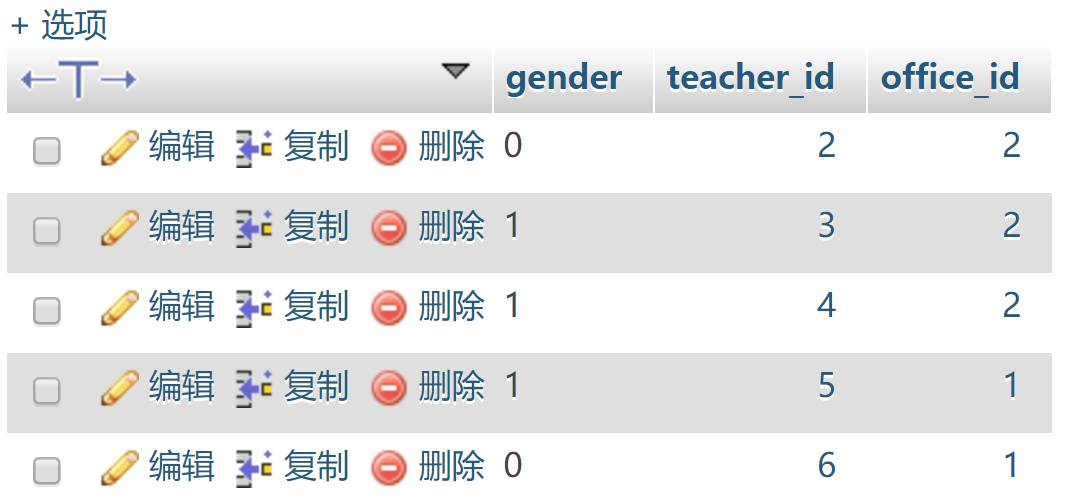 + 选项
←T→ gender teacher_id office_id
编辑 复制 删除 0 2 2
编辑 复制 删除 1 3 2
编辑 复制 删除 1 4 2
编辑 复制 删除 1 5 1
编辑 复制 删除 0 6 1